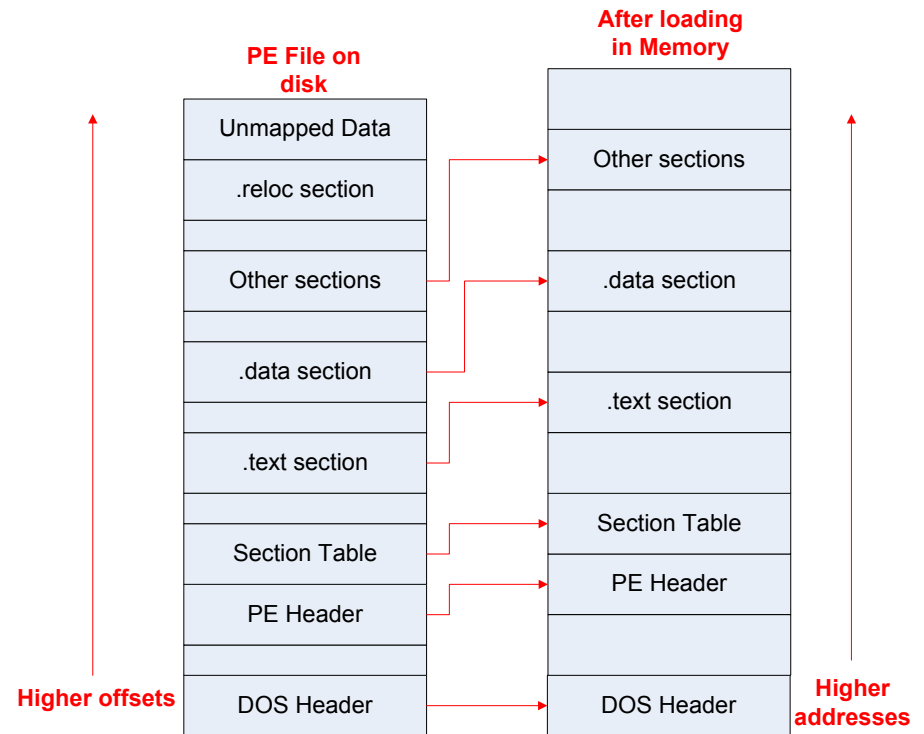 PE File on
disk
After loading
in Memory
Unmapped Data
.reloc section
Other sections
.data section
.text section
Section Table
PE Header
DOS Header
Other sections
.data section
.text section
Section Table
PE Header
DOS Header
Higher offsets
Higher
addresses